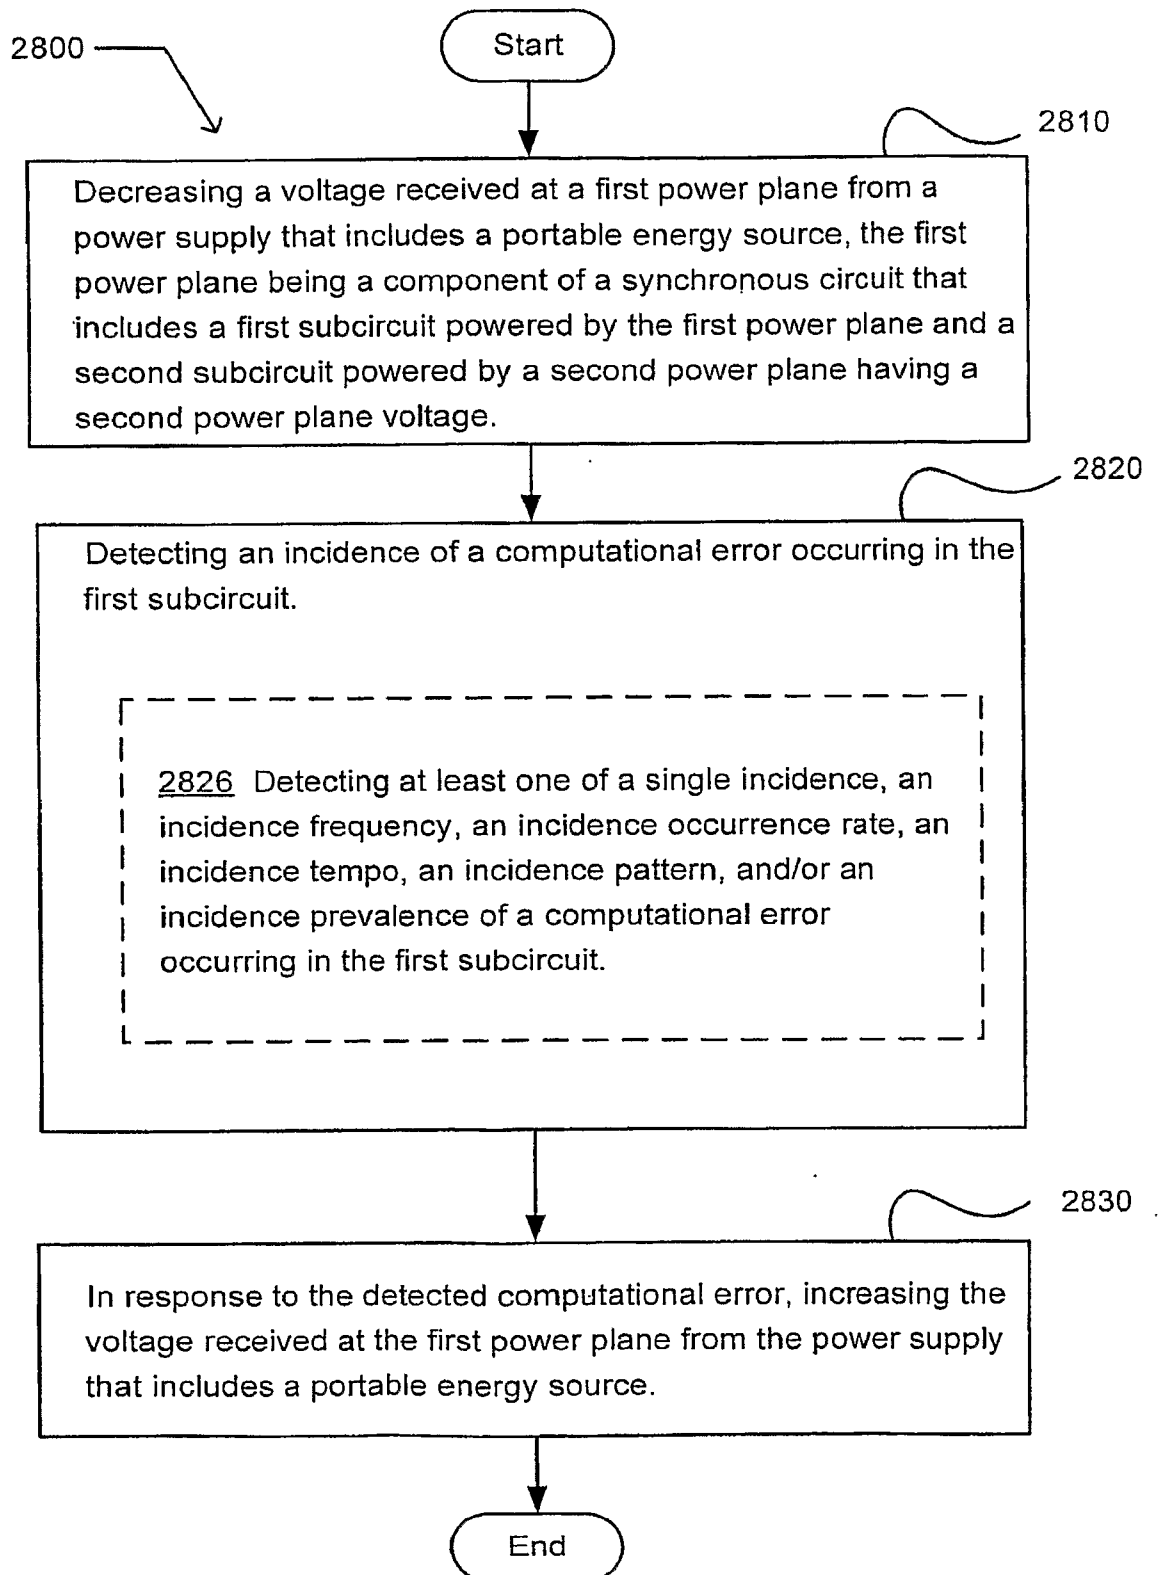 2800
Start
2810
Decreasing a voltage received at a first power plane from a
power supply that includes a portable energy source, the first
power plane being a component of a synchronous circuit that
includes a first subcircuit powered by the first power plane and a
second subcircuit powered by a second power plane having a
second power plane voltage.
2820
Detecting an incidence of a computational error occurring in the
first subcircuit.
2826 Detecting at least one of a single incidence, an
incidence frequency, an incidence occurrence rate, an
incidence tempo, an incidence pattern, and/or an
incidence prevalence of a computational error
occurring in the first subcircuit.
2830
In response to the detected computational error, increasing the
voltage received at the first power plane from the power supply
that includes a portable energy source.
End